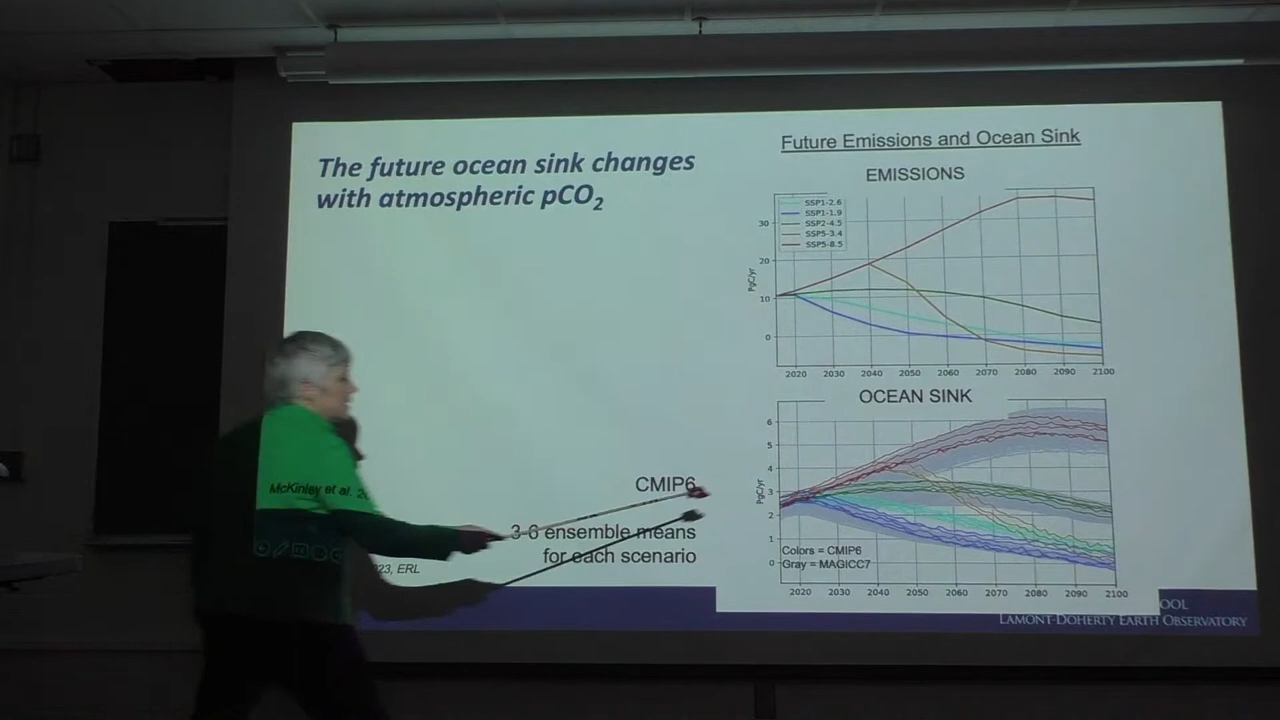 The future ocean sink changes
with atmospheric pCO2
Future Emissions and Ocean Sink
EMISSIONS
SSP1-2.6
SSP1-1.9
SSP2-4.5
SSP5-3.4
SSP5-8.5
30
20
10
0
PgC/yr
2020 2030 2040 2050 2060 2070 2080 2090 2100
OCEAN SINK
6
5
4
3
2
1
0
PgC/yr
Colors = CMIP6
Gray = MAGICC7
2020 2030 2040 2050 2060 2070 2080 2090 2100
CMIP6
3-6 ensemble means
for each scenario
McKinley et al. 2
23, ERL
OOL
LAMONT-DOHERTY EARTH OBSERVATORY